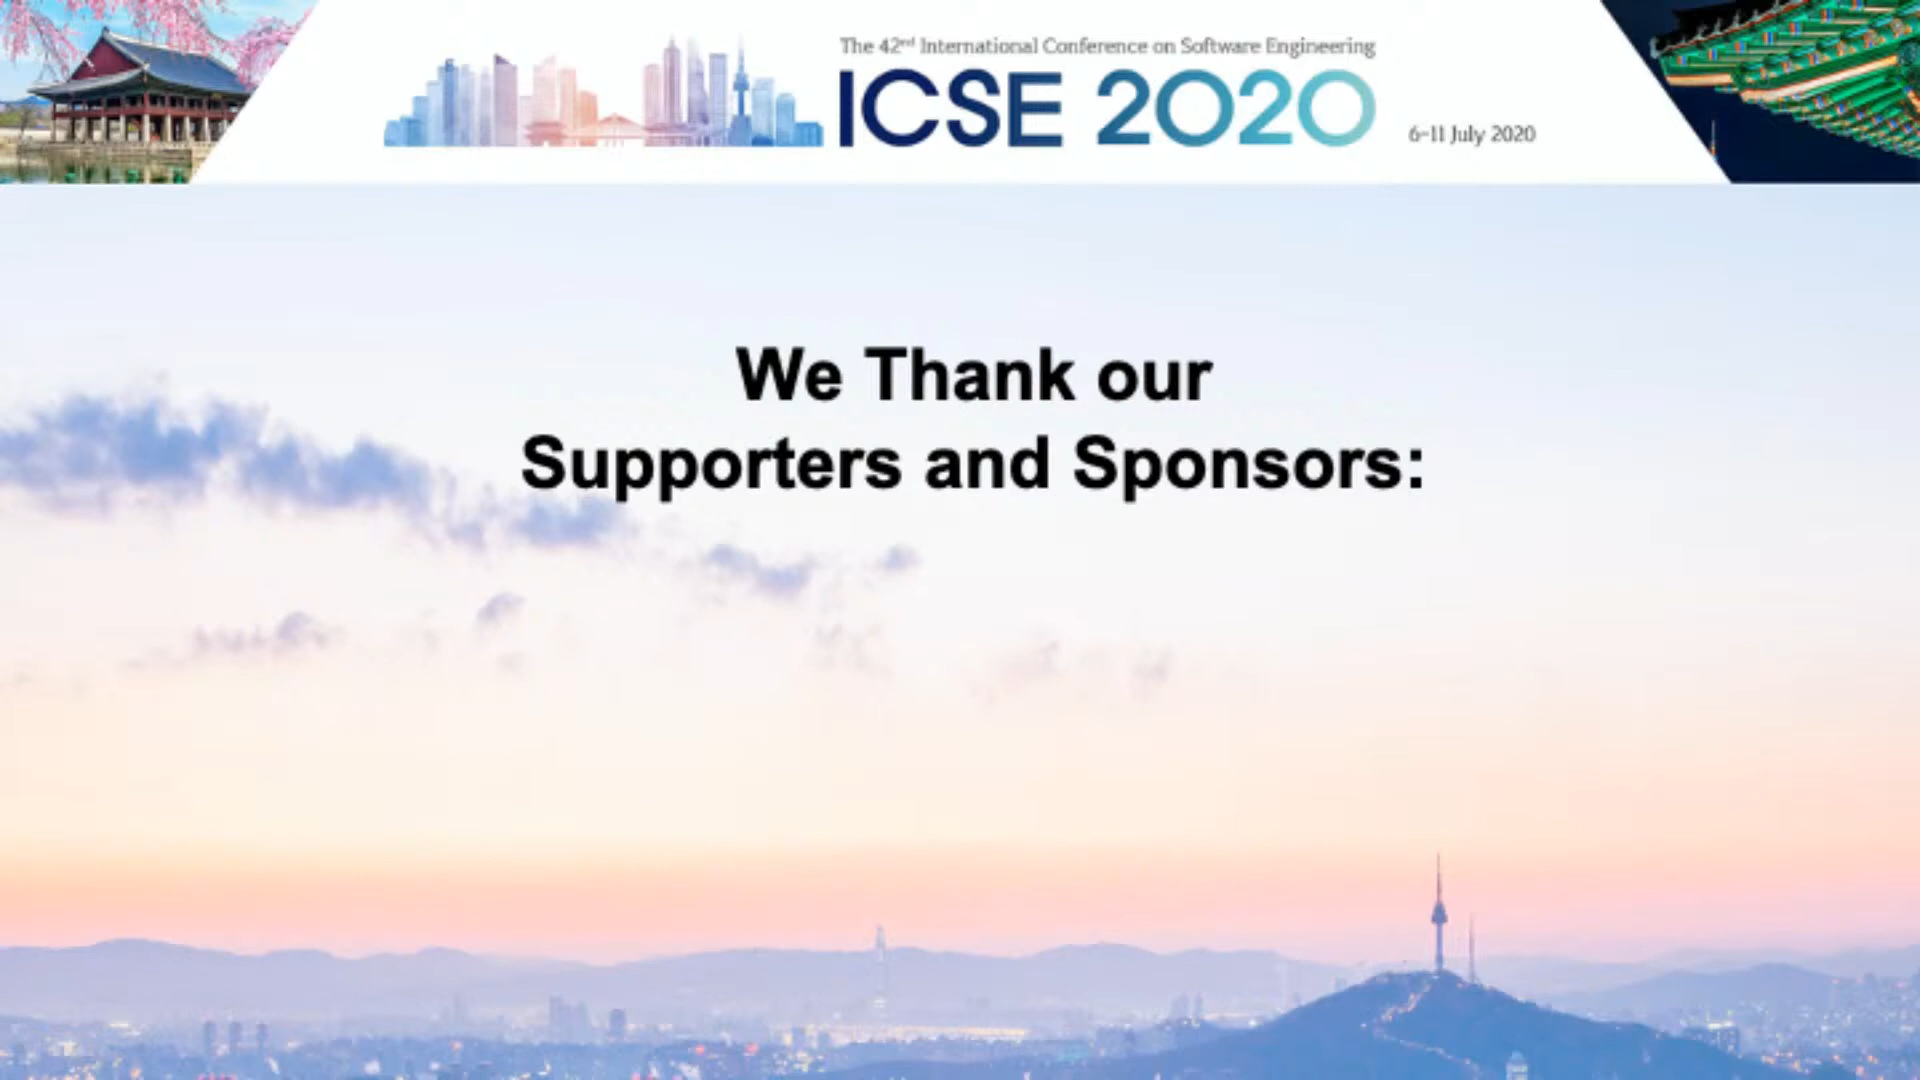 The 42nd International Conference on Software Engineering
ICSE 2020
6-11 July 2020
We Thank our
Supporters and Sponsors: